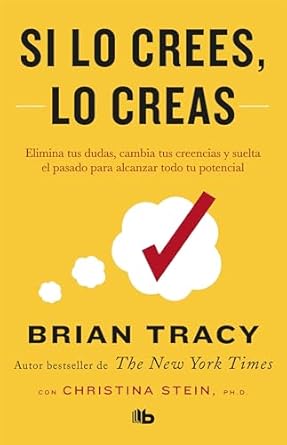 SI LO CREES,
LO CREAS
Elimina tus dudas, cambia tus creencias y suelta
el pasado para alcanzar todo tu potencial
BRIAN TRACY
Autor bestseller de The New York Times
CON CHRISTINA STEIN, PH.D.
b